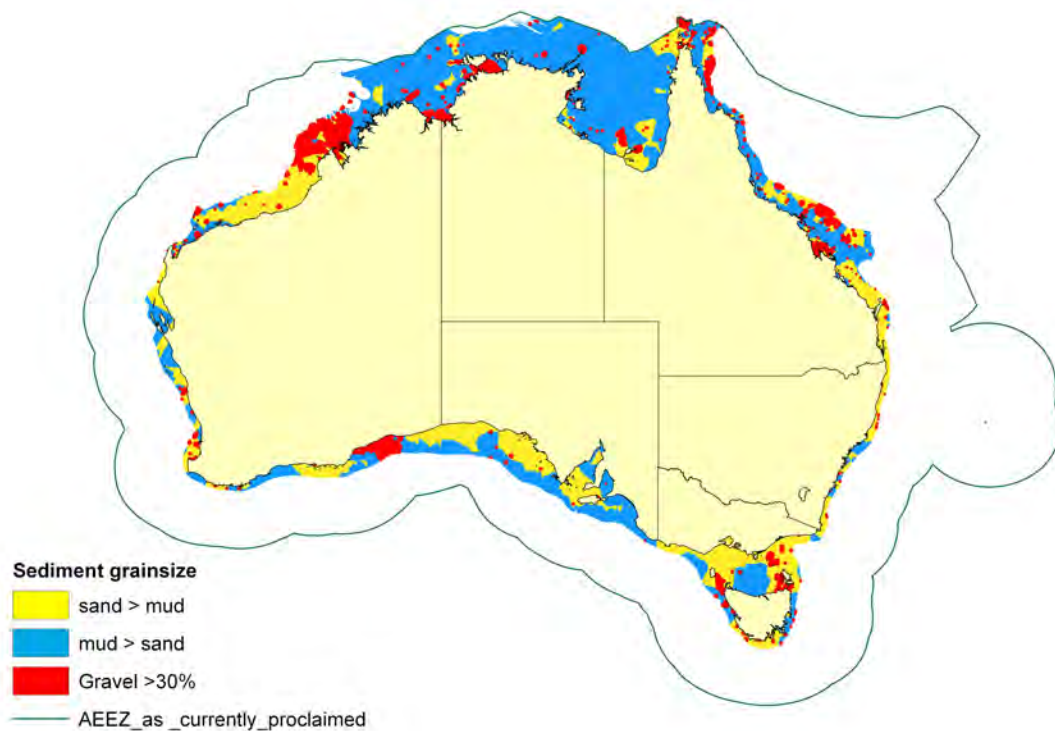 Sediment grainsize
sand > mud
mud > sand
Gravel >30%
AEEZ_as _currently_proclaimed